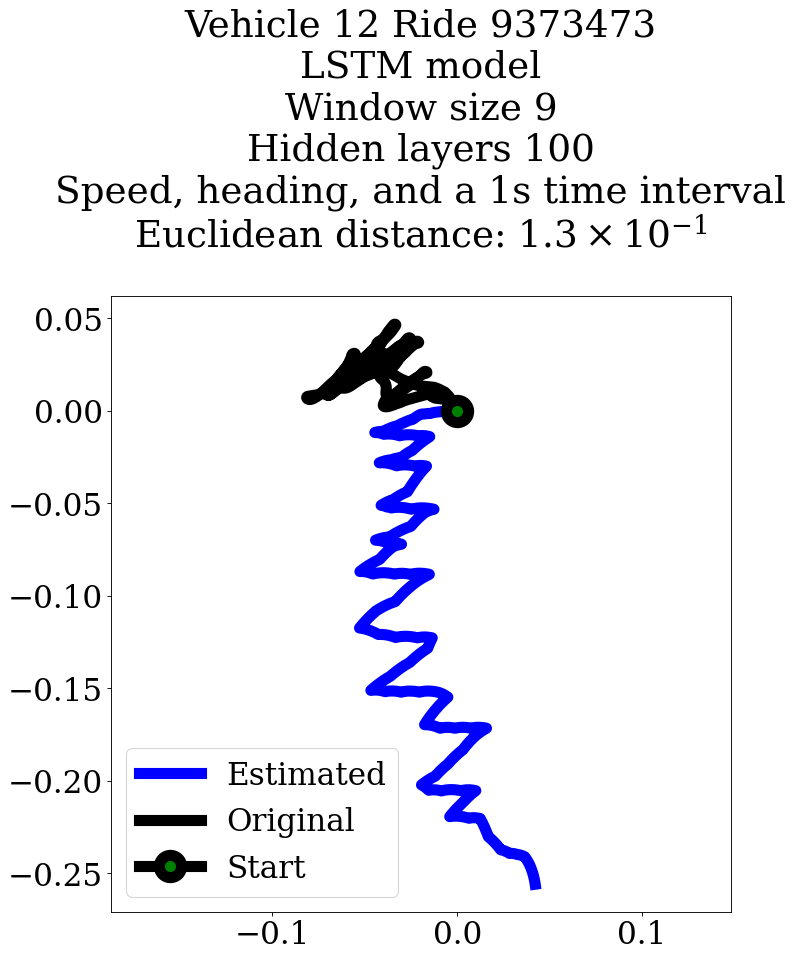 Vehicle 12 Ride 9373473
LSTM model
Window size 9
Hidden layers 100
Speed, heading, and a 1s time interval
Euclidean distance: $1.3 × 10^{-1}$
0.05
0.00
−0.05
−0.10
−0.15
−0.20
−0.25
Estimated
Original
Start
−0.1
0.0
0.1